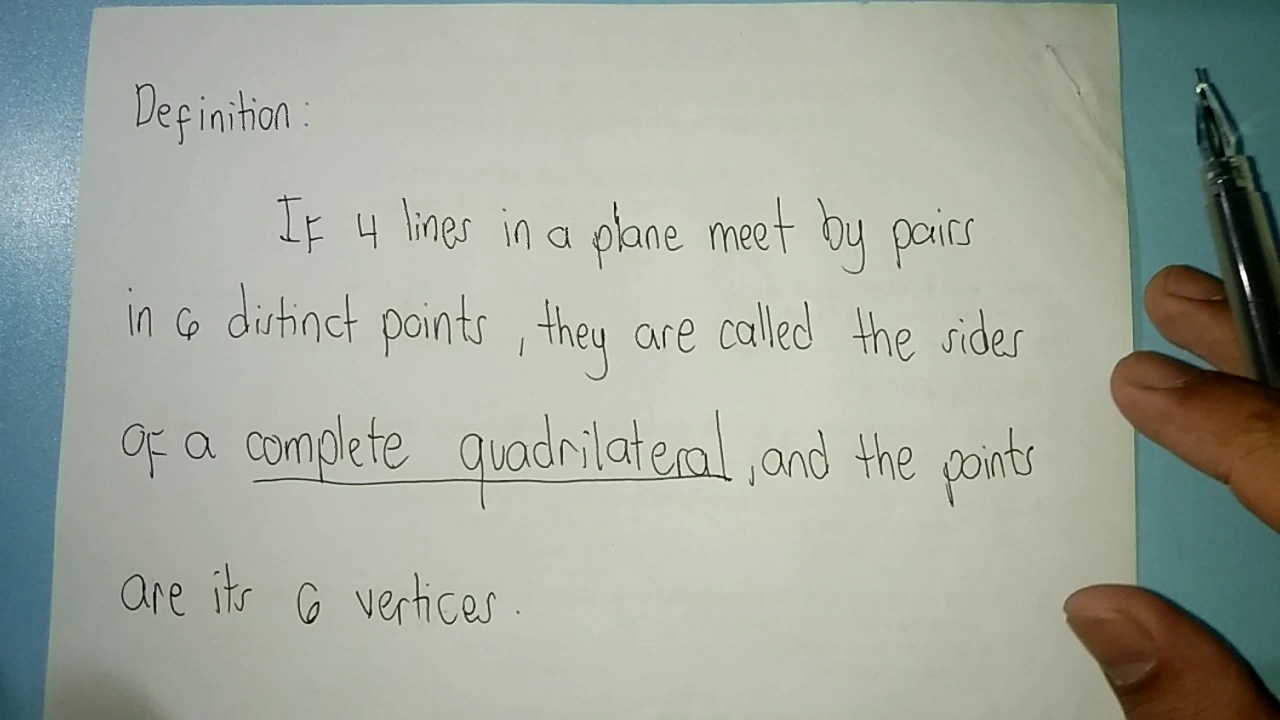 Definition:
If 4 lines in a plane meet by pairs
in 6 distinct points, they are called the sides
of a complete quadrilateral, and the points
are its 6 vertices.